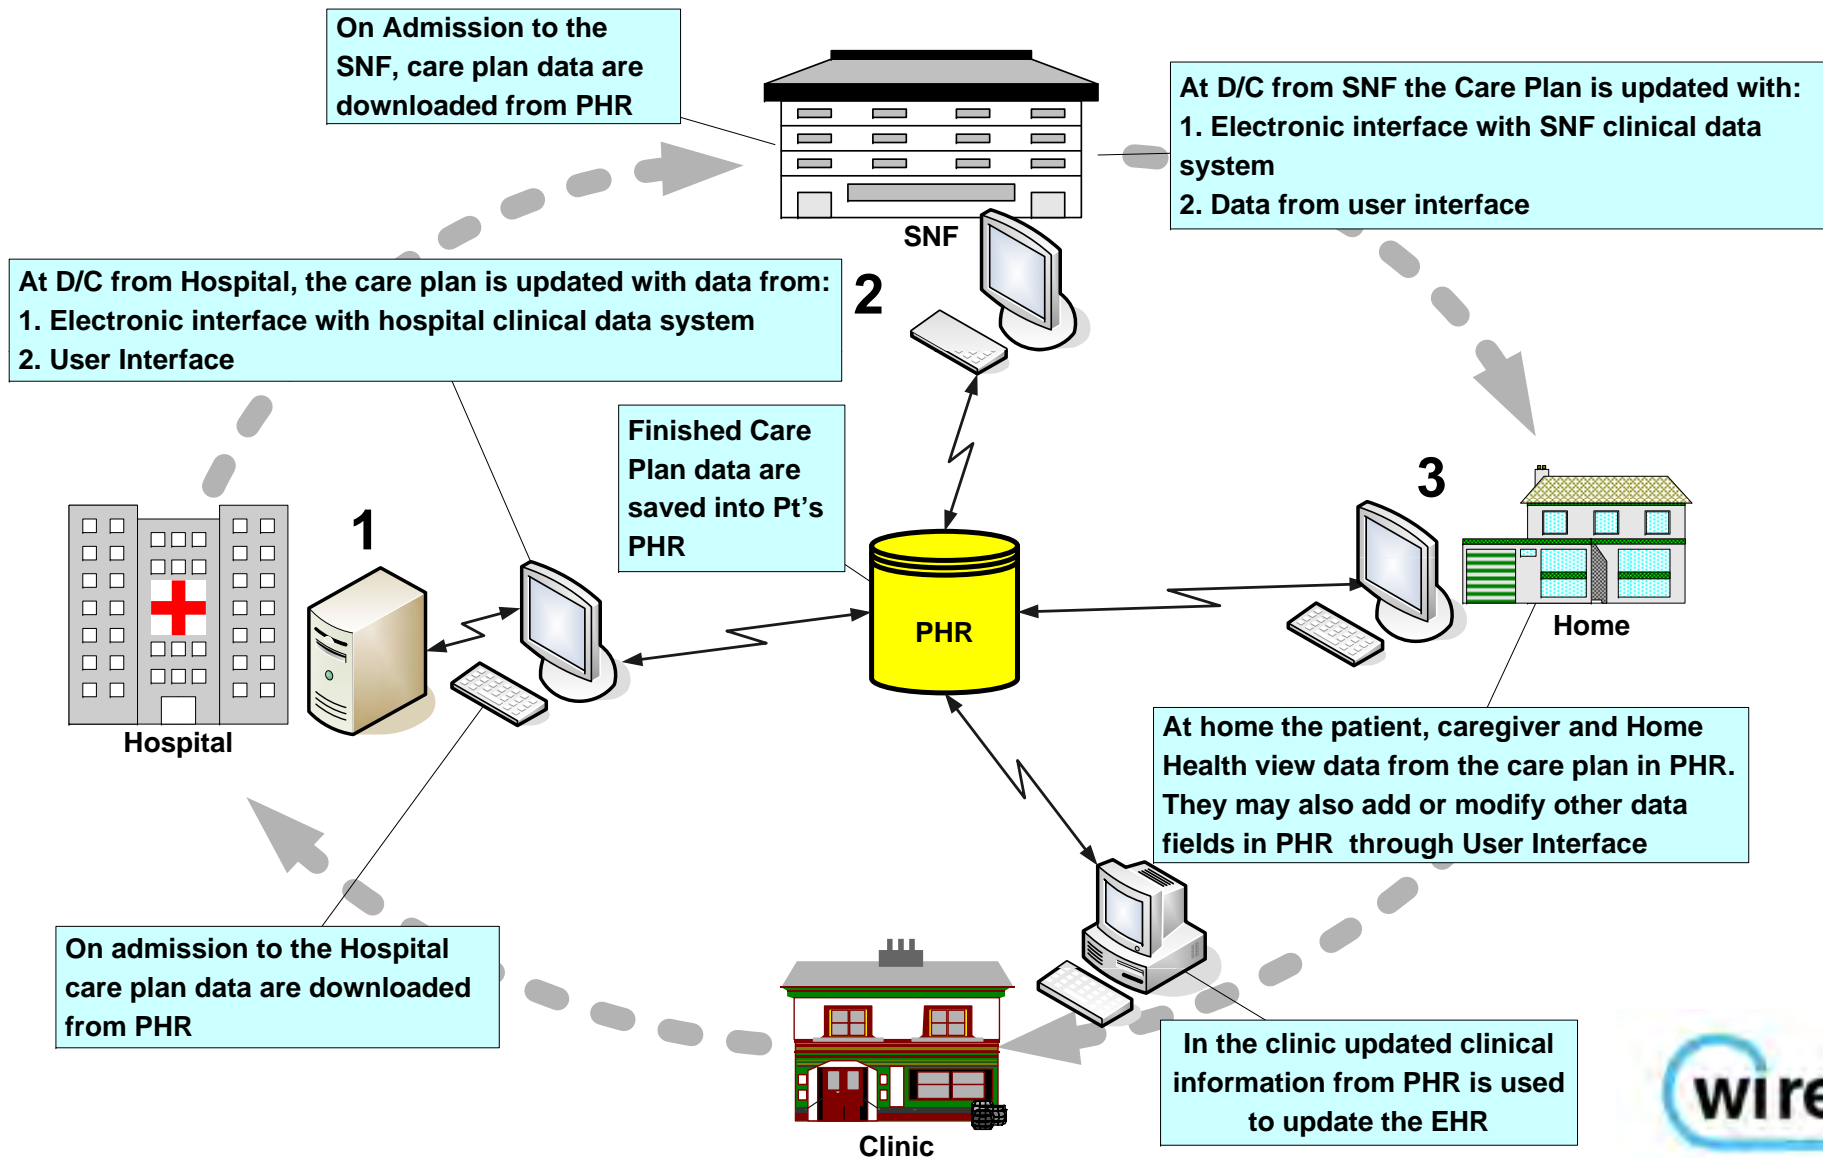 On Admission to the
SNF, care plan data are
downloaded from PHR
At D/C from SNF the Care Plan is updated with:
1. Electronic interface with SNF clinical data
system
2. Data from user interface
SNF
At D/C from Hospital, the care plan is updated with data from:
1. Electronic interface with hospital clinical data system
2. User Interface
2
Finished Care
Plan data are
saved into Pt's
PHR
3
1
PHR
Home
Hospital
At home the patient, caregiver and Home
Health view data from the care plan in PHR.
They may also add or modify other data
fields in PHR through User Interface
On admission to the Hospital
care plan data are downloaded
from PHR
In the clinic updated clinical
information from PHR is used
to update the EHR
Clinic
wire